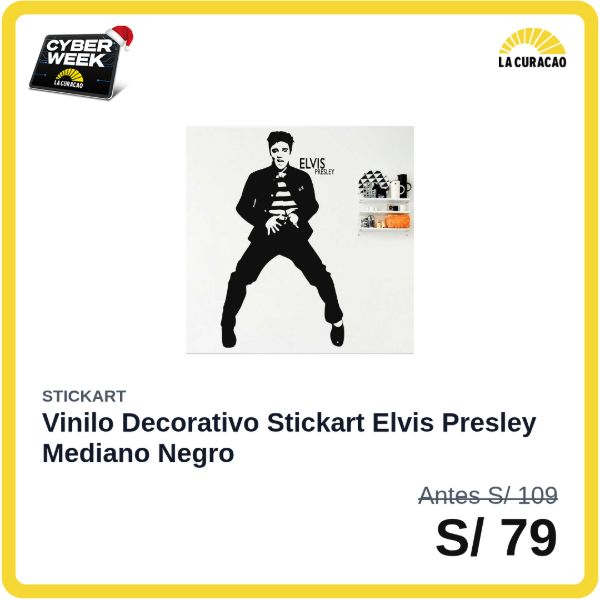 CYBER
WEEK
LA CURACAO
LA CURACAO
ELVIS
PRESLEY
STICKART
Vinilo Decorativo Stickart Elvis Presley
Mediano Negro
Antes S/ 109
S/ 79